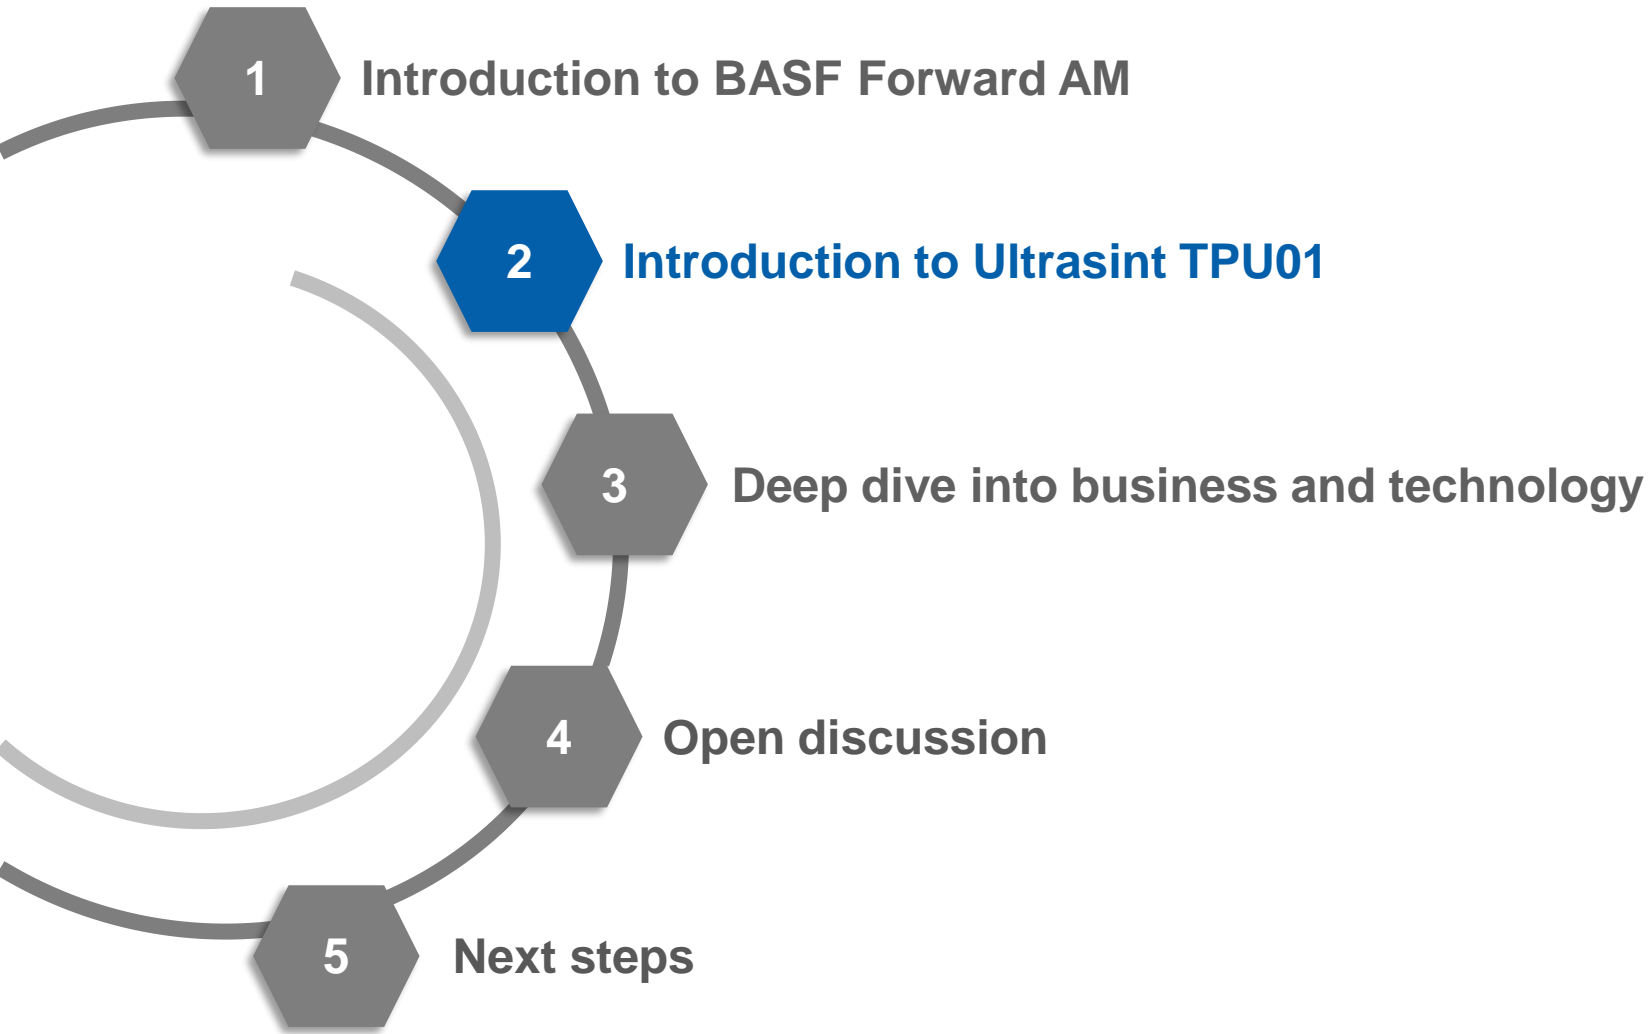 1 Introduction to BASF Forward AM
2 Introduction to Ultrasint TPU01
3 Deep dive into business and technology
4 Open discussion
5 Next steps